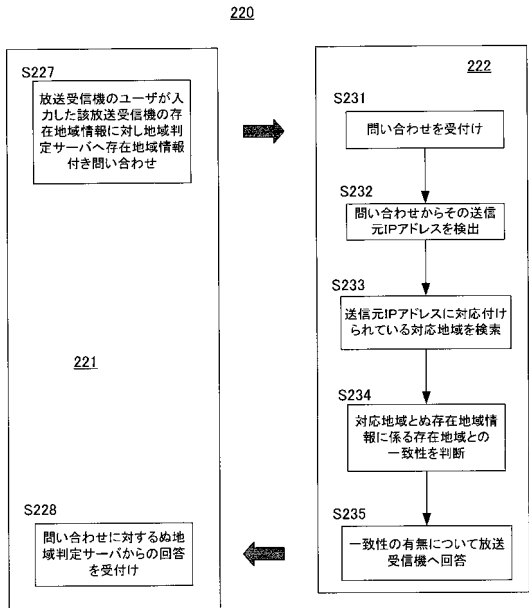 220
S227
放送受信機のユーザが入
力した該放送受信機の存
在地域情報に対し地域判
定サーバへ存在地域情報
付き問い合わせ
221
S228
問い合わせに対するぬ地
域判定サーバからの回答
を受付け
222
S231
問い合わせを受付け
S232
問い合わせからその送信
元IPアドレスを検出
S233
送信元IPアドレスに対応付け
られている対応地域を検索
S234
対応地域とぬ存在地域情
報に係る存在地域との
一致性を判断
S235
一致性の有無について放送
受信機へ回答